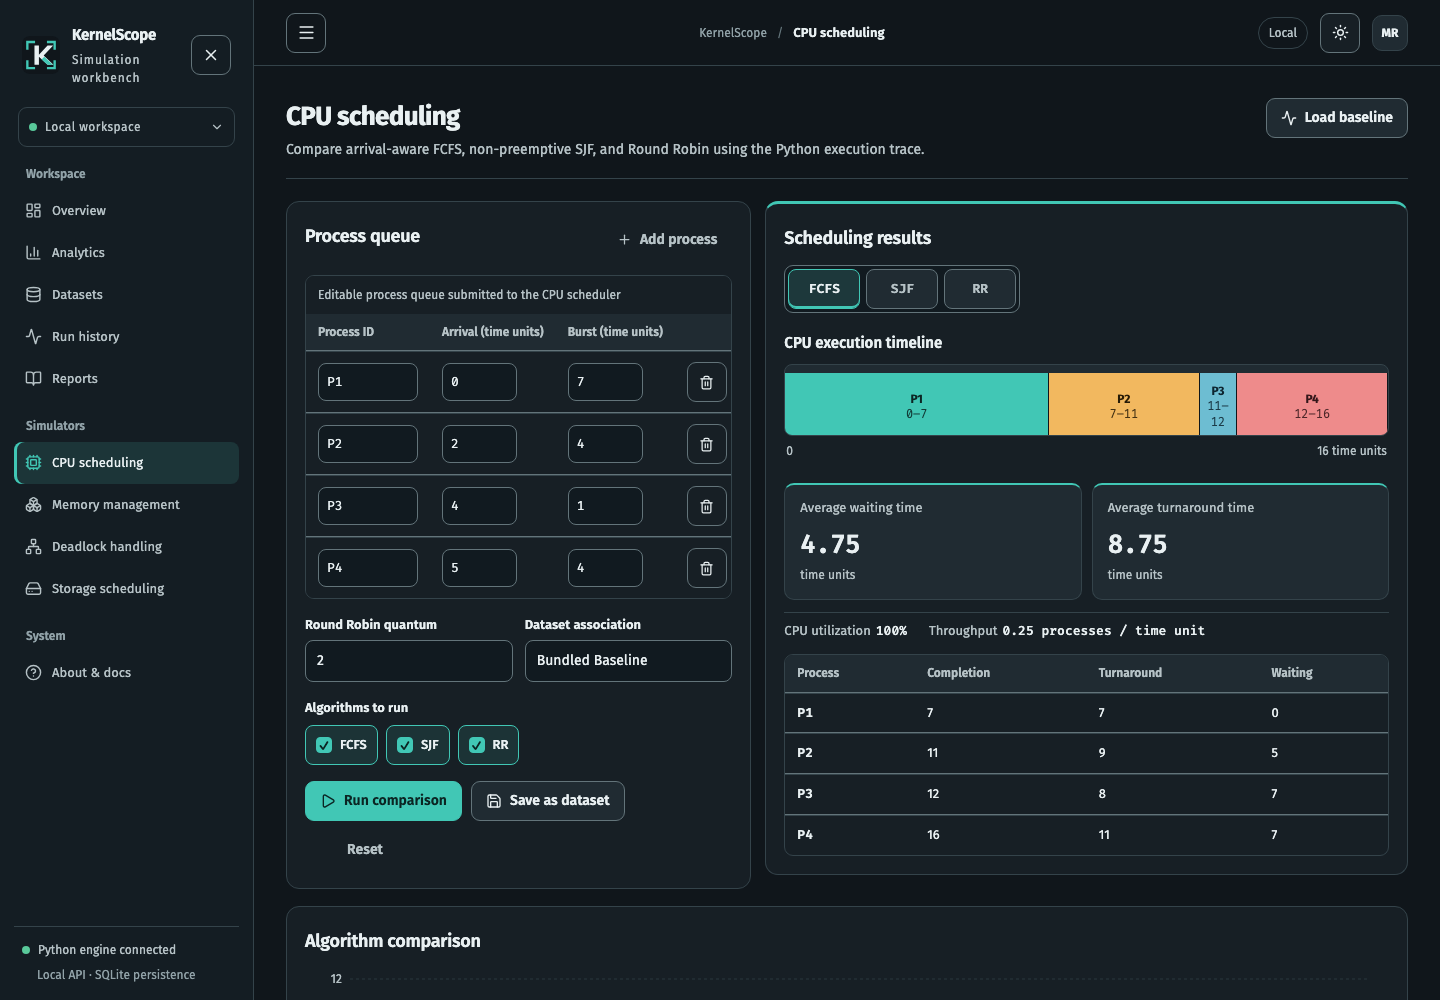 KernelScope
Simulation
workbench
Local workspace
Workspace
Overview
Analytics
Datasets
Run history
Reports
Simulators
CPU scheduling
Memory management
Deadlock handling
Storage scheduling
System
About & docs
Python engine connected
Local API · SQLite persistence
KernelScope / CPU scheduling
Local
MR
CPU scheduling
Compare arrival-aware FCFS, non-preemptive SJF, and Round Robin using the Python execution trace.
Load baseline
Process queue
Add process
Editable process queue submitted to the CPU scheduler
Process ID Arrival (time units) Burst (time units)
P1 0 7
P2 2 4
P3 4 1
P4 5 4
Round Robin quantum Dataset association
2 Bundled Baseline
Algorithms to run
FCFS SJF RR
Run comparison Save as dataset
Reset
Scheduling results
FCFS SJF RR
CPU execution timeline
P1
0–7
P2
7–11
P3
11–
12
P4
12–16
0 16 time units
Average waiting time
4.75
time units
Average turnaround time
8.75
time units
CPU utilization 100% Throughput 0.25 processes / time unit
Process Completion Turnaround Waiting
P1 7 7 0
P2 11 9 5
P3 12 8 7
P4 16 11 7
Algorithm comparison
12